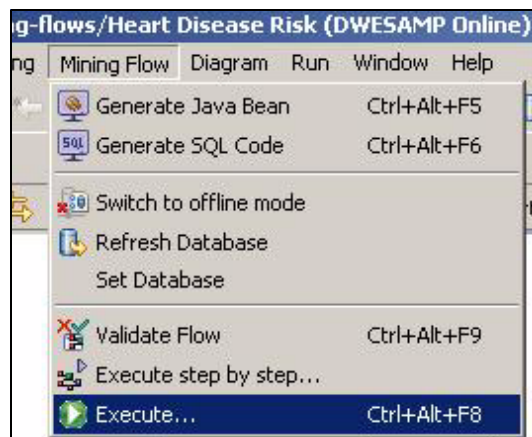 g-flows/Heart Disease Risk (DWESAMP Online)
ng Mining Flow Diagram Run Window Help
Generate Java Bean Ctrl+Alt+F5
SQL Generate SQL Code Ctrl+Alt+F6
Switch to offline mode
Refresh Database
Set Database
Validate Flow Ctrl+Alt+F9
Execute step by step...
Execute... Ctrl+Alt+F8